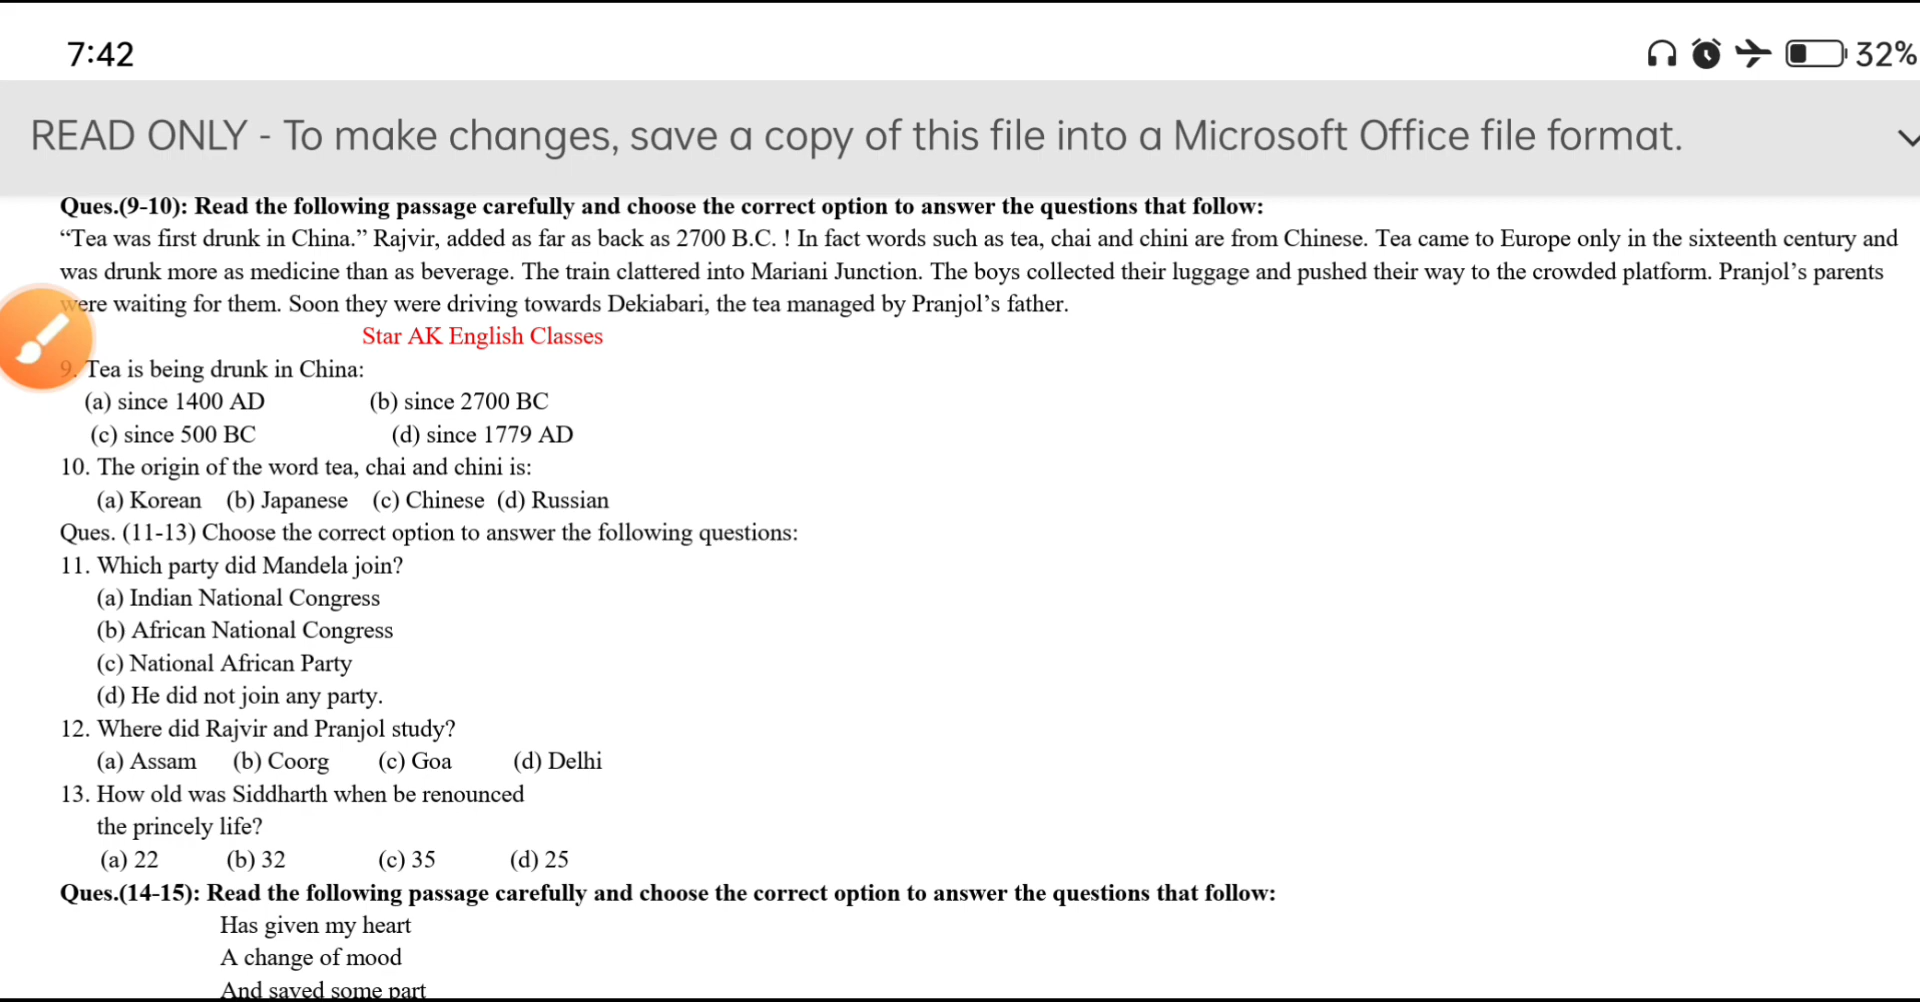 7:42
32%
READ ONLY - To make changes, save a copy of this file into a Microsoft Office file format.
Ques.(9-10): Read the following passage carefully and choose the correct option to answer the questions that follow:
“Tea was first drunk in China.” Rajvir, added as far as back as 2700 B.C. ! In fact words such as tea, chai and chini are from Chinese. Tea came to Europe only in the sixteenth century and
was drunk more as medicine than as beverage. The train clattered into Mariani Junction. The boys collected their luggage and pushed their way to the crowded platform. Pranjol’s parents
were waiting for them. Soon they were driving towards Dekiabari, the tea managed by Pranjol’s father.
Star AK English Classes
9. Tea is being drunk in China:
(a) since 1400 AD (b) since 2700 BC
(c) since 500 BC (d) since 1779 AD
10. The origin of the word tea, chai and chini is:
(a) Korean (b) Japanese (c) Chinese (d) Russian
Ques. (11-13) Choose the correct option to answer the following questions:
11. Which party did Mandela join?
(a) Indian National Congress
(b) African National Congress
(c) National African Party
(d) He did not join any party.
12. Where did Rajvir and Pranjol study?
(a) Assam (b) Coorg (c) Goa (d) Delhi
13. How old was Siddharth when be renounced
the princely life?
(a) 22 (b) 32 (c) 35 (d) 25
Ques.(14-15): Read the following passage carefully and choose the correct option to answer the questions that follow:
Has given my heart
A change of mood
And saved some part